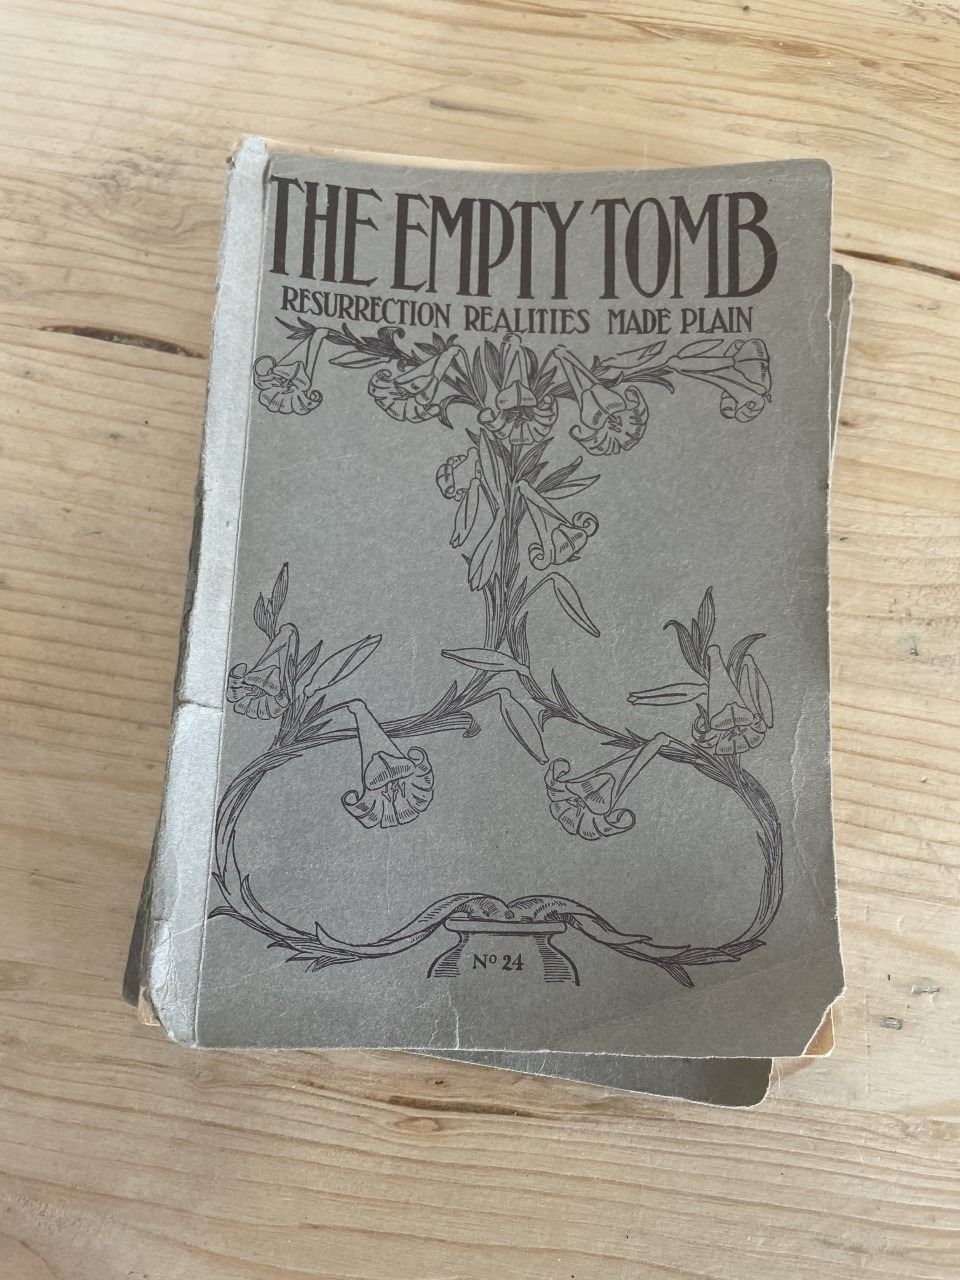 THE EMPTY TOMB
RESURRECTION REALITIES MADE PLAIN
Nº 24